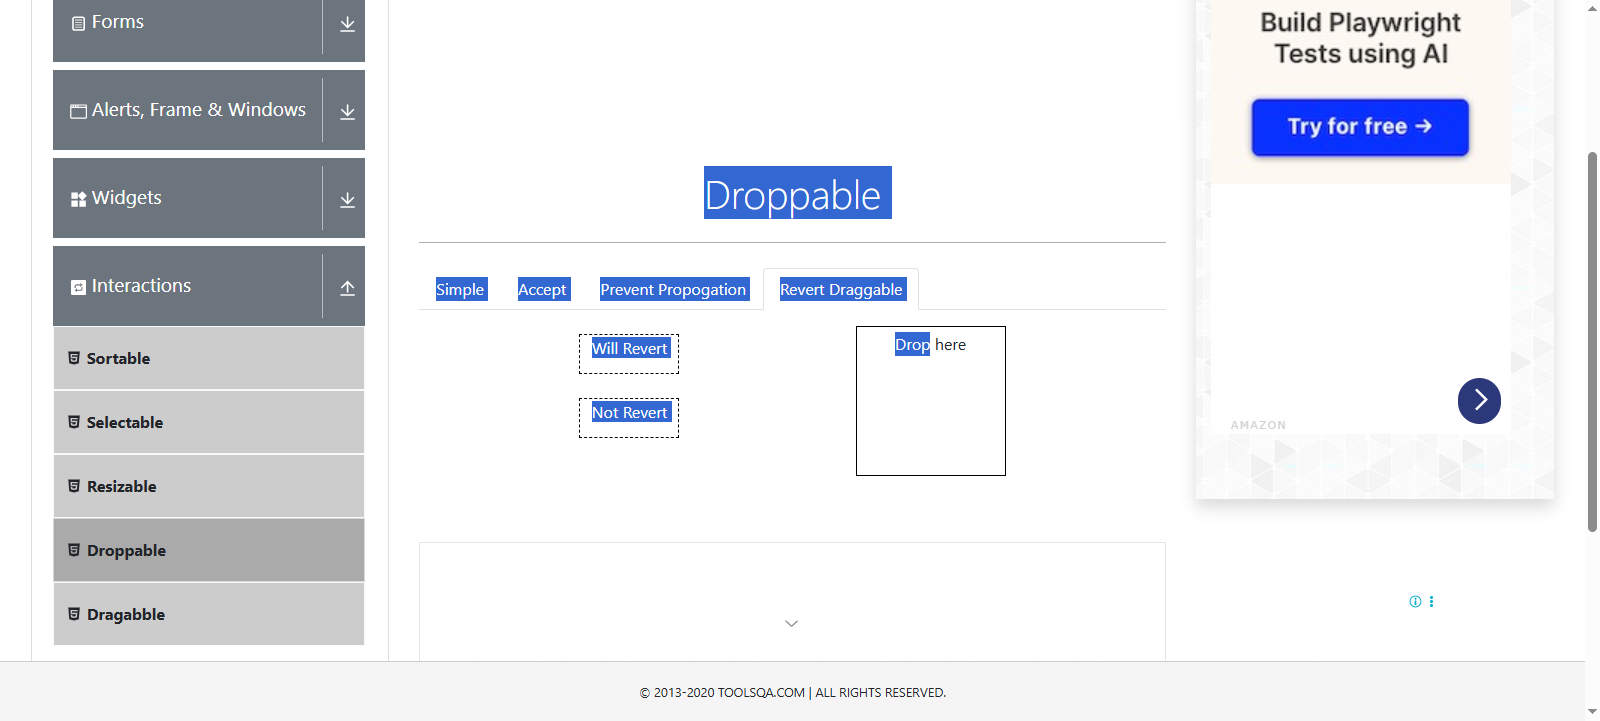 Forms
Alerts, Frame & Windows
Widgets
Interactions
Sortable
Selectable
Resizable
Droppable
Dragabble
Droppable
Simple
Accept
Prevent Propogation
Revert Draggable
Will Revert
Not Revert
Drop here
Build Playwright
Tests using AI
Try for free →
AMAZON
© 2013-2020 TOOLSQA.COM | ALL RIGHTS RESERVED.